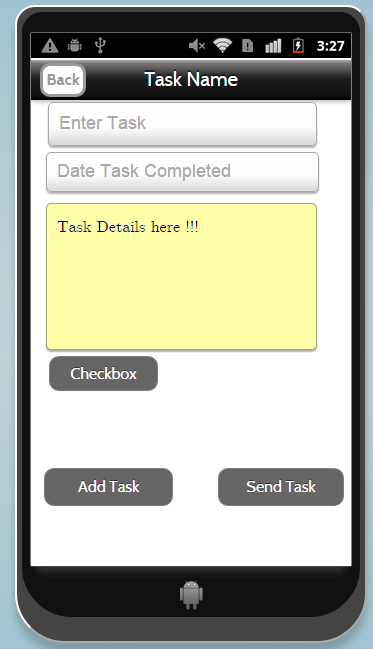 3:27
Back
Task Name
Enter Task
Date Task Completed
Task Details here !!!
Checkbox
Add Task
Send Task